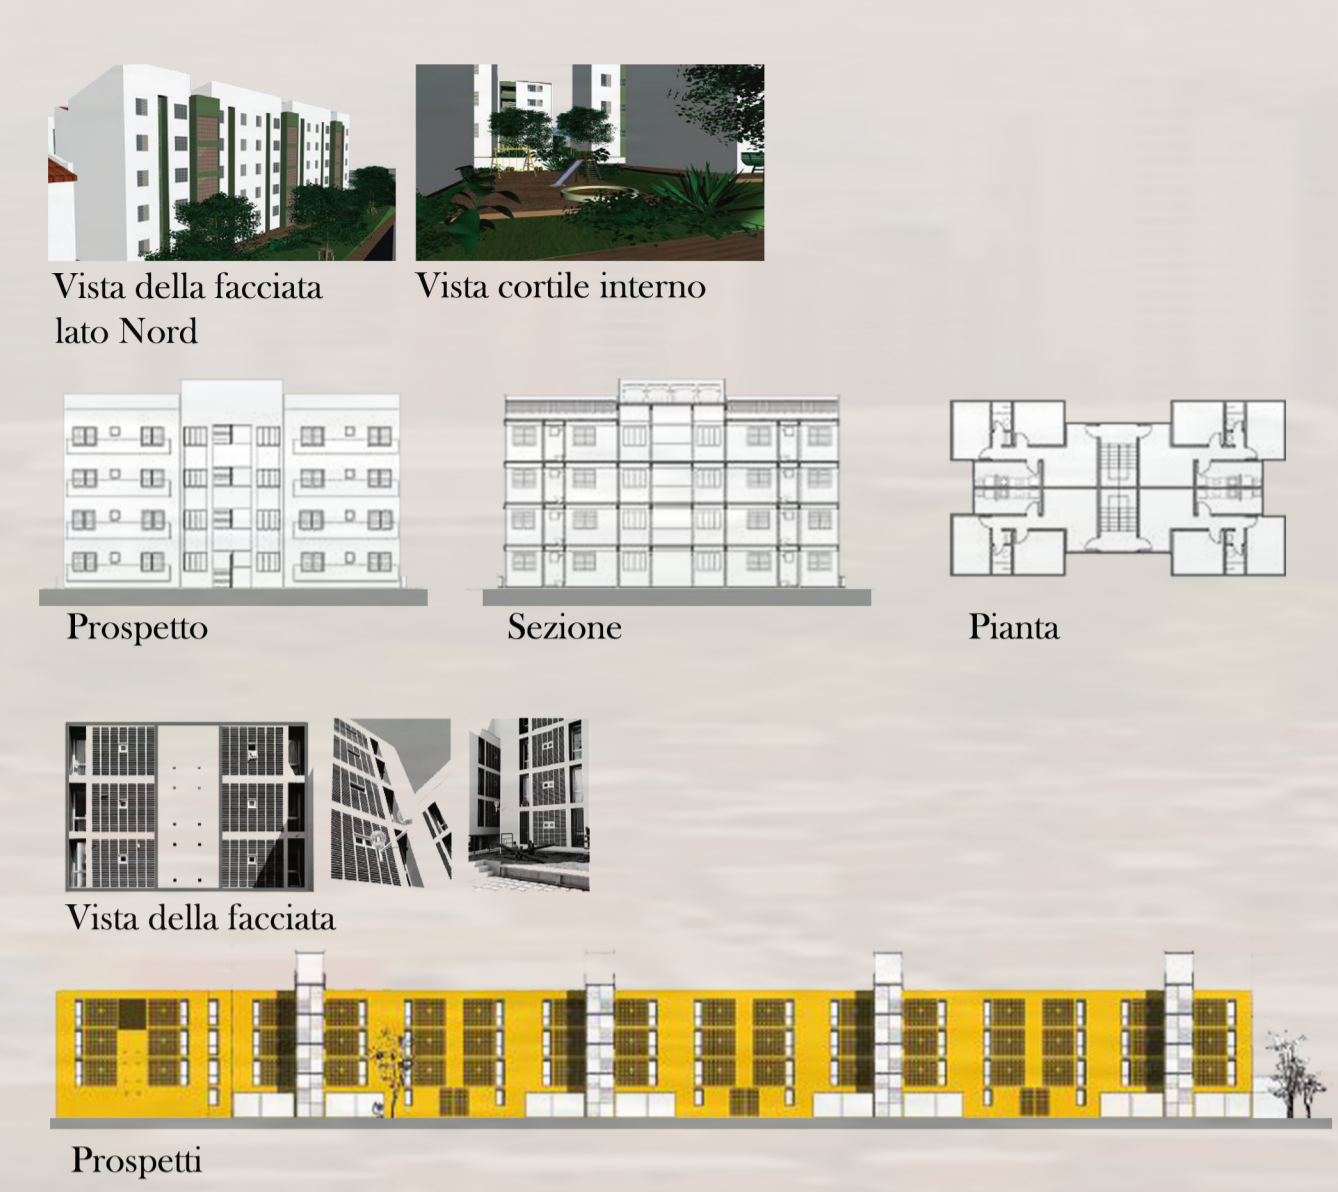 Vista della facciata
lato Nord
Vista cortile interno
Prospetto
Sezione
Pianta
Vista della facciata
Prospetti